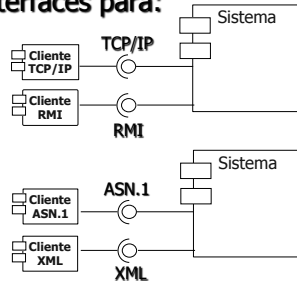 terfaces para:
Sistema
TCP/IP
Cliente
TCP/IP
Cliente
RMI
RMI
Sistema
ASN.1
Cliente
ASN.1
Cliente
XML
XML